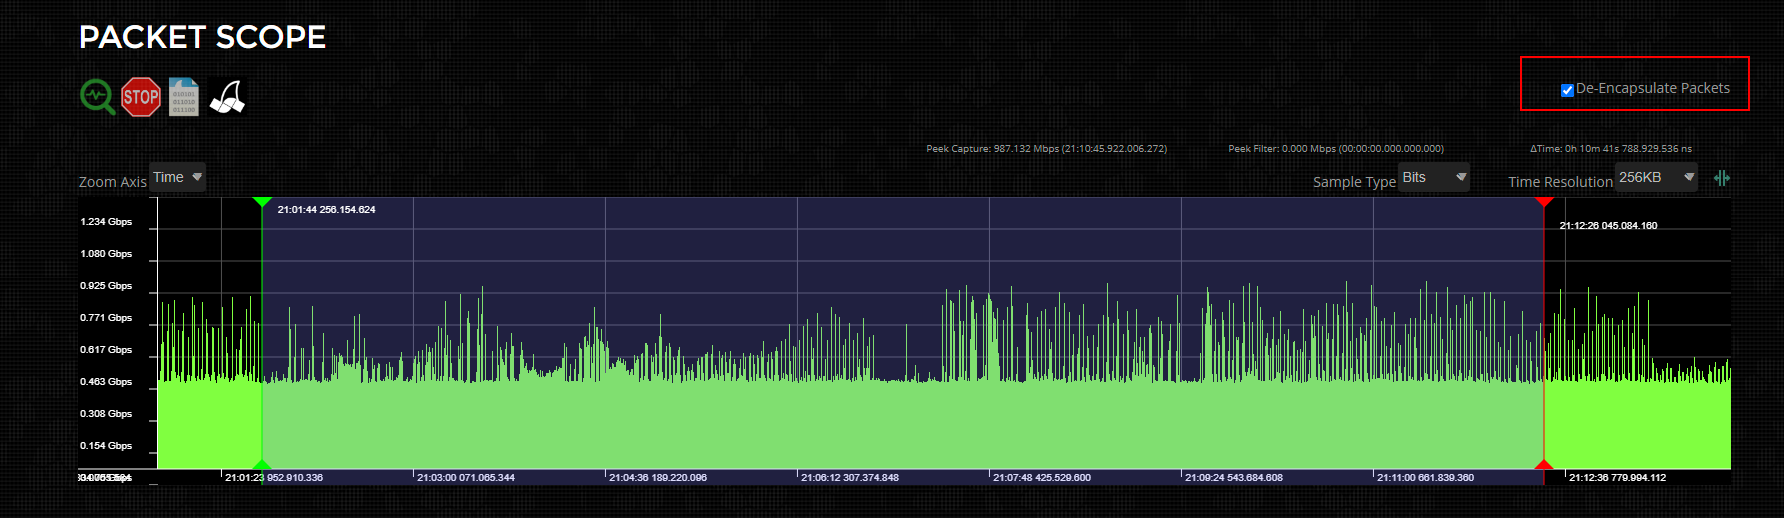 PACKET SCOPE
STOP
010101
011010
011100
De-Encapsulate Packets
Peek Capture: 987.132 Mbps (21:10:45.922.006.272)
Peek Filter: 0.000 Mbps (00:00:00.000.000.000)
ΔTime: 0h 10m 41s 788.929.536 ns
Zoom Axis Time
Sample Type Bits
Time Resolution 256KB
21:01:44 256.154.624
21:12:26 045.084.160
1.234 Gbps
1.080 Gbps
0.925 Gbps
0.771 Gbps
0.617 Gbps
0.463 Gbps
0.308 Gbps
0.154 Gbps
21:01:23 952.910.336
21:03:00 071.065.344
21:04:36 189.220.096
21:06:12 307.374.848
21:07:48 425.529.600
21:09:24 543.684.608
21:11:00 661.839.360
21:12:36 779.994.112